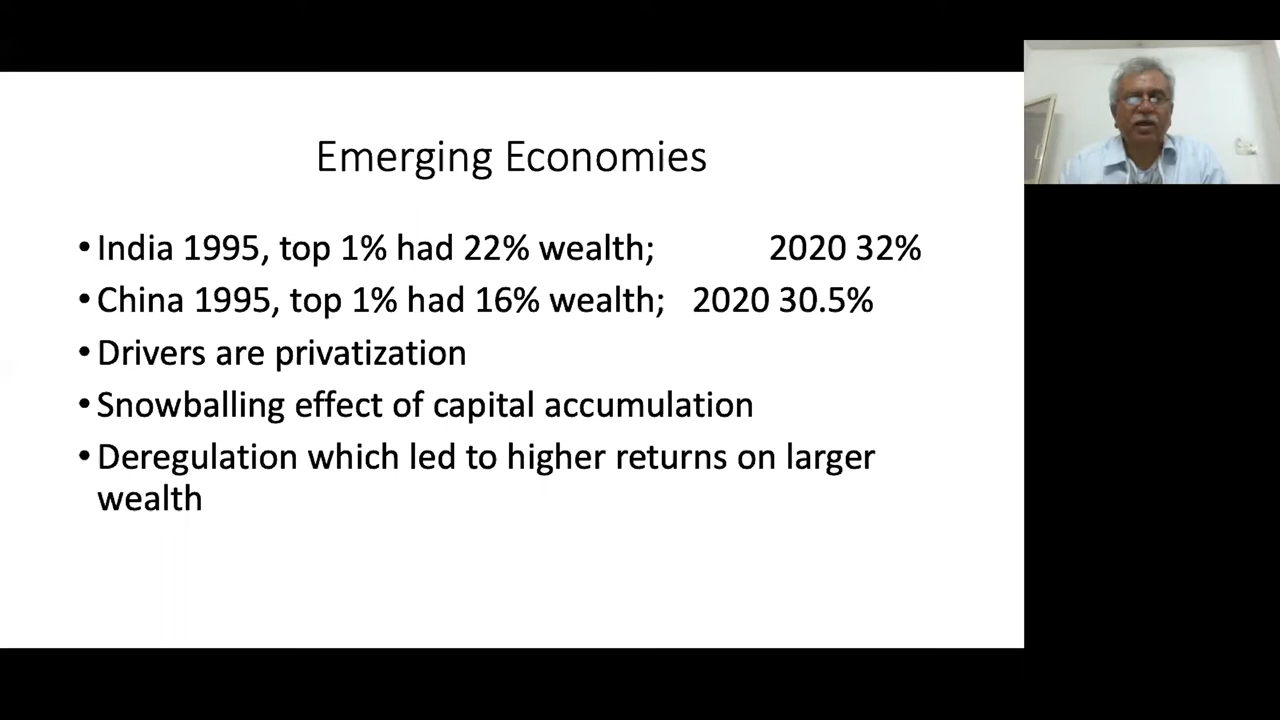 Emerging Economies
• India 1995, top 1% had 22% wealth; 2020 32%
• China 1995, top 1% had 16% wealth; 2020 30.5%
• Drivers are privatization
• Snowballing effect of capital accumulation
• Deregulation which led to higher returns on larger
wealth